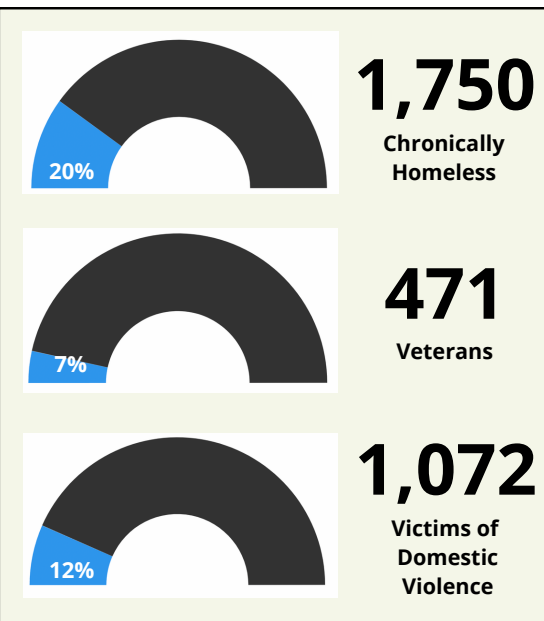 20%
1,750
Chronically
Homeless
7%
471
Veterans
12%
1,072
Victims of
Domestic
Violence